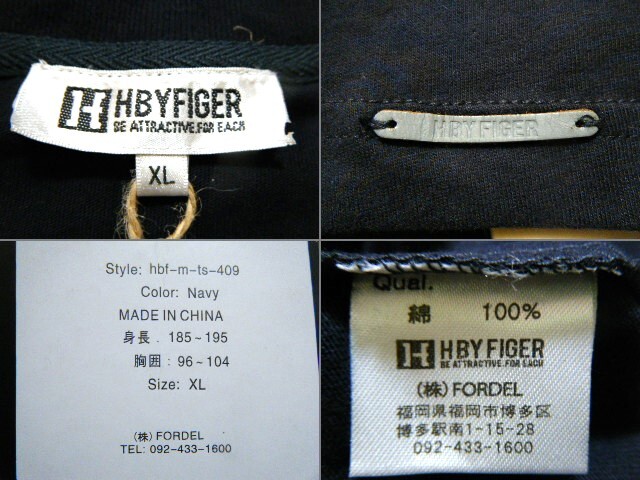 HBYFIGER
BE ATTRACTIVE.FOR EACH
XL
HBY FIGER
Style: hbf-m-ts-409
Color: Navy
MADE IN CHINA
身長. 185~195
胸囲: 96~104
Size: XL
(株) FORDEL
TEL: 092-433-1600
Qual.
綿 100%
HBYFIGER
BE ATTRACTIVE.FOR EACH
(株) FORDEL
福岡県福岡市博多区
博多駅南1-15-28
092-433-1600